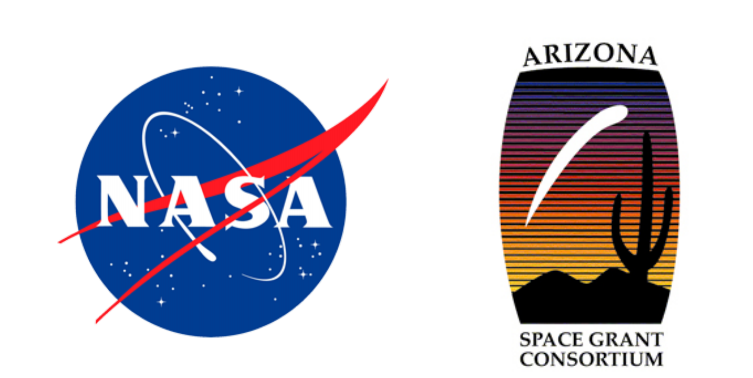 NASA
ARIZONA
SPACE GRANT
CONSORTIUM